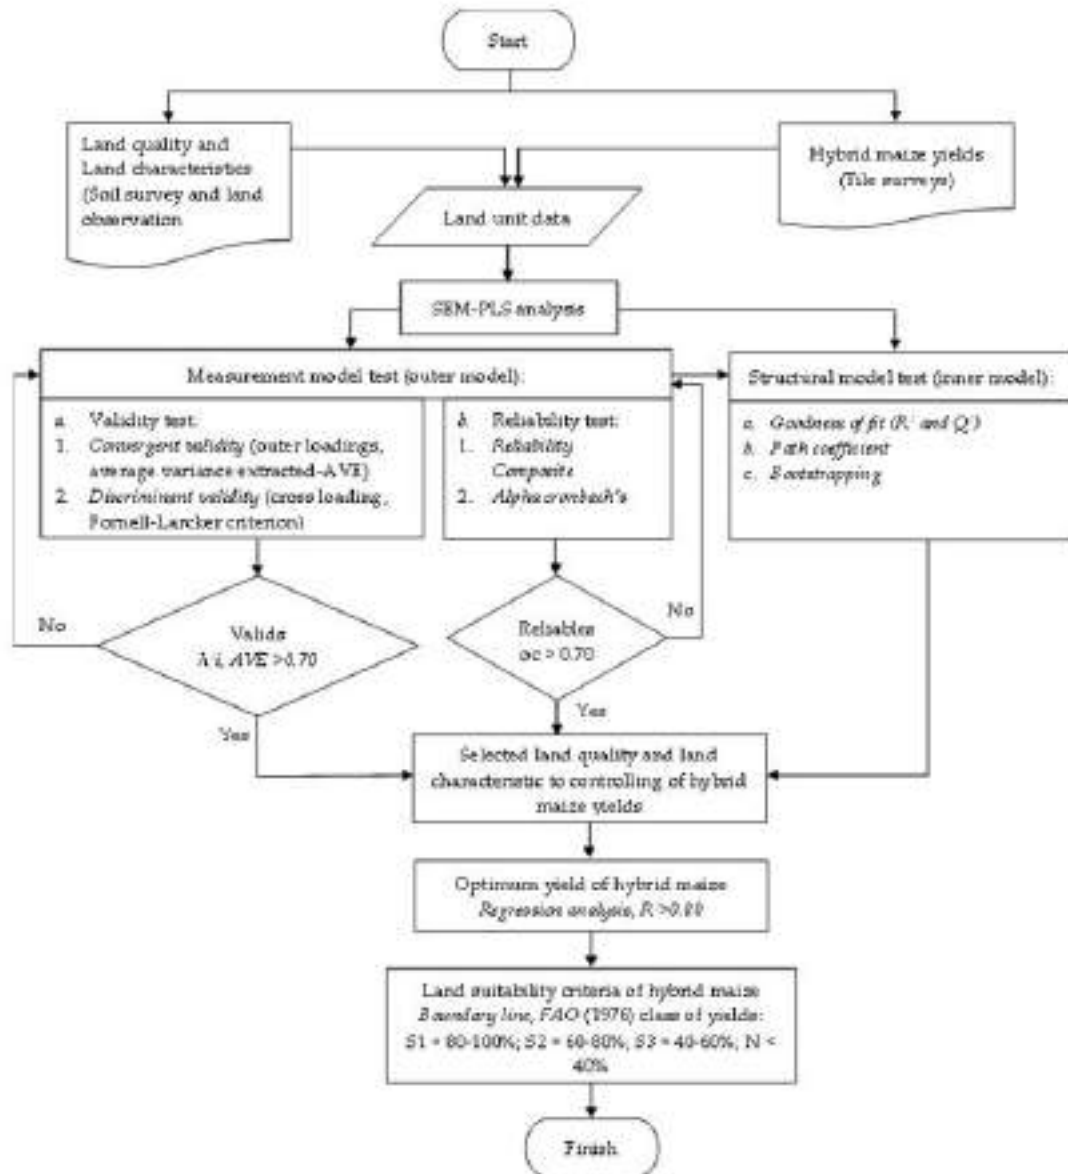 Start
Land quality and
Land characteristics
(Soil survey and land
observation
Hybrid maize yields
(Tile surveys)
Land unit data
SEM-PLS analysis
Measurement model test (outer model):
Structural model test (inner model):
a. Validity test:
1. Convergent validity (outer loadings,
average variance extracted-AVE)
2. Discriminant validity (cross loading,
Fornell-Larcker criterion)
b. Reliability test:
1. Reliability
Composite
2. Alpha cronbach's
a. Goodness of fit (R² and Q²)
b. Path coefficient
c. Bootstrapping
No
Valids
λ i, AVE >0.70
Reliables
αc > 0.70
No
Yes
Yes
Selected land quality and land
characteristic to controlling of hybrid
maize yields
Optimum yield of hybrid maize
Regression analysis, R >0.80
Land suitability criteria of hybrid maize
Boundary line, FAO (1976) class of yields:
S1 = 80-100%; S2 = 60-80%; S3 = 40-60%; N <
40%
Finish